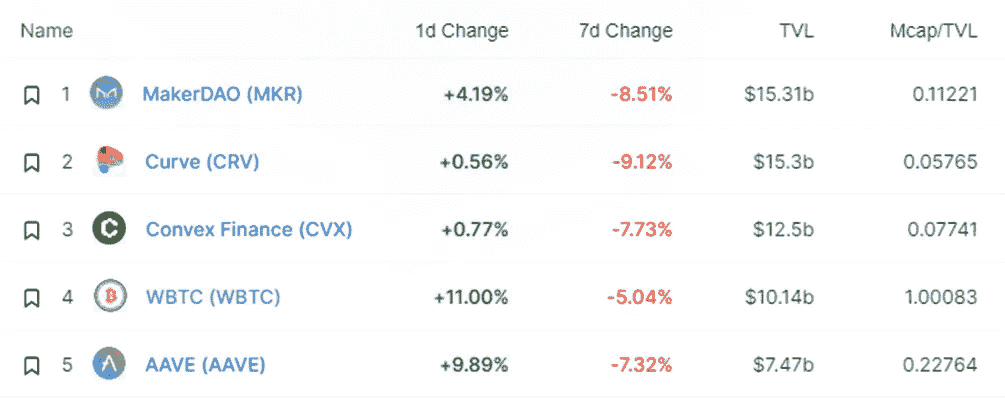 Name 1d Change 7d Change TVL Mcap/TVL
1 MakerDAO (MKR) +4.19% -8.51% $15.31b 0.11221
2 Curve (CRV) +0.56% -9.12% $15.3b 0.05765
3 Convex Finance (CVX) +0.77% -7.73% $12.5b 0.07741
4 WBTC (WBTC) +11.00% -5.04% $10.14b 1.00083
5 AAVE (AAVE) +9.89% -7.32% $7.47b 0.22764